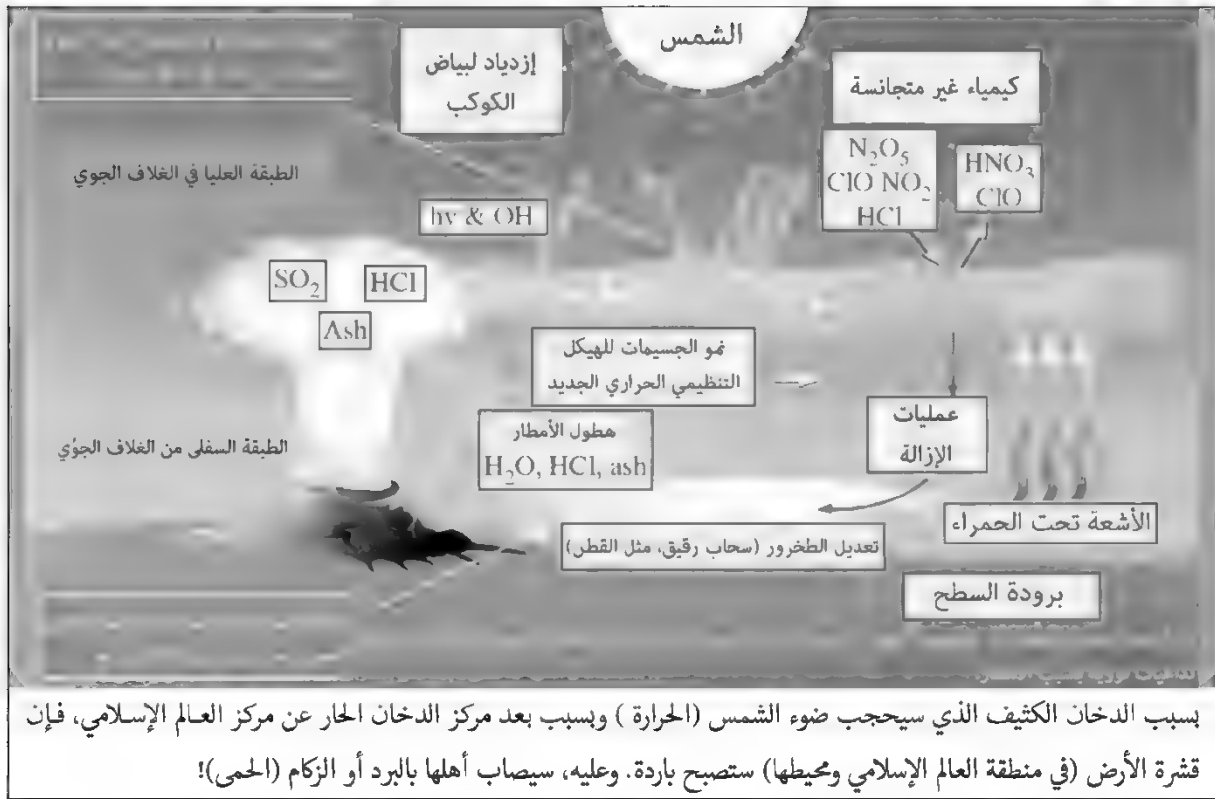 الشمس
إزدياد لبياض
الكوكب
كيمياء غير متجانسة
N₂O₅
ClO NO₂
HCl
HNO₃
ClO
الطبقة العليا في الغلاف الجوي
hv & OH
SO₂
HCl
Ash
نمو الجسيمات للهيكل
التنظيمي الحراري الجديد
عمليات
الإزالة
هطول الأمطار
H₂O, HCl, ash
الطبقة السفلى من الغلاف الجوّي
الأشعة تحت الحمراء
تعديل الطخرور (سحاب رقيق، مثل القطن)
برودة السطح
بسبب الدخان الكثيف الذي سيحجب ضوء الشمس (الحرارة ) وبسبب بعد مركز الدخان الحار عن مركز العالم الإسلامي، فإن
قشرة الأرض (في منطقة العالم الإسلامي ومحيطها) ستصبح باردة. وعليه، سيصاب أهلها بالبرد أو الزكام (الحمى)!